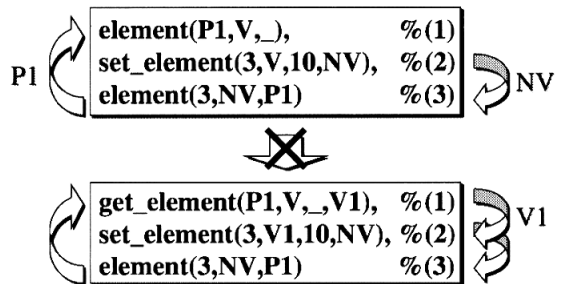 element(P1,V,_), %(1)
set_element(3,V,10,NV), %(2)
element(3,NV,P1) %(3)
P1
NV
get_element(P1,V,_,V1), %(1)
set_element(3,V1,10,NV), %(2)
element(3,NV,P1) %(3)
V1